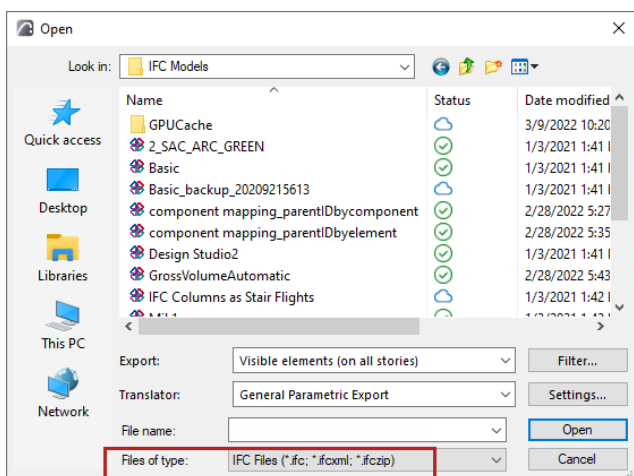 Open
Look in: IFC Models
Name Status Date modified
GPUCache 3/9/2022 10:20
2_SAC_ARC_GREEN 1/3/2021 1:41
Basic 1/3/2021 1:41
Basic_backup_20209215613 1/3/2021 1:41
component mapping_parentIDbycomponent 2/28/2022 5:27
component mapping_parentIDbyelement 2/28/2022 5:35
Design Studio2 1/3/2021 1:41
GrossVolumeAutomatic 2/28/2022 5:43
IFC Columns as Stair Flights 1/3/2021 1:42
Quick access
Desktop
Libraries
This PC
Network
Export: Visible elements (on all stories) Filter...
Translator: General Parametric Export Settings...
File name: Open
Files of type: IFC Files (*.ifc; *.ifcxml; *.ifczip) Cancel